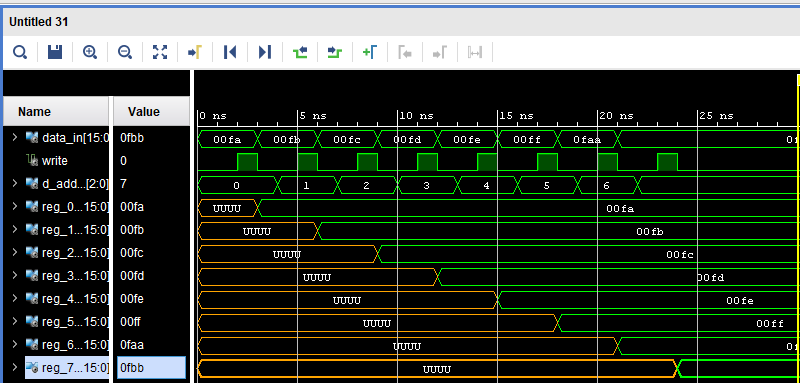 Untitled 31
Name Value
0 ns 5 ns 10 ns 15 ns 20 ns 25 ns
data_in[15:0] 0fbb 00fa 00fb 00fc 00fd 00fe 00ff 0faa 0f
write 0
d_add...[2:0] 7 0 1 2 3 4 5 6
reg_0...15:0] 00fa UUUU 00fa
reg_1...15:0] 00fb UUUU 00fb
reg_2...15:0] 00fc UUUU 00fc
reg_3...15:0] 00fd UUUU 00fd
reg_4...15:0] 00fe UUUU 00fe
reg_5...15:0] 00ff UUUU 00ff
reg_6...15:0] 0faa UUUU 0f
reg_7...15:0] 0fbb UUUU